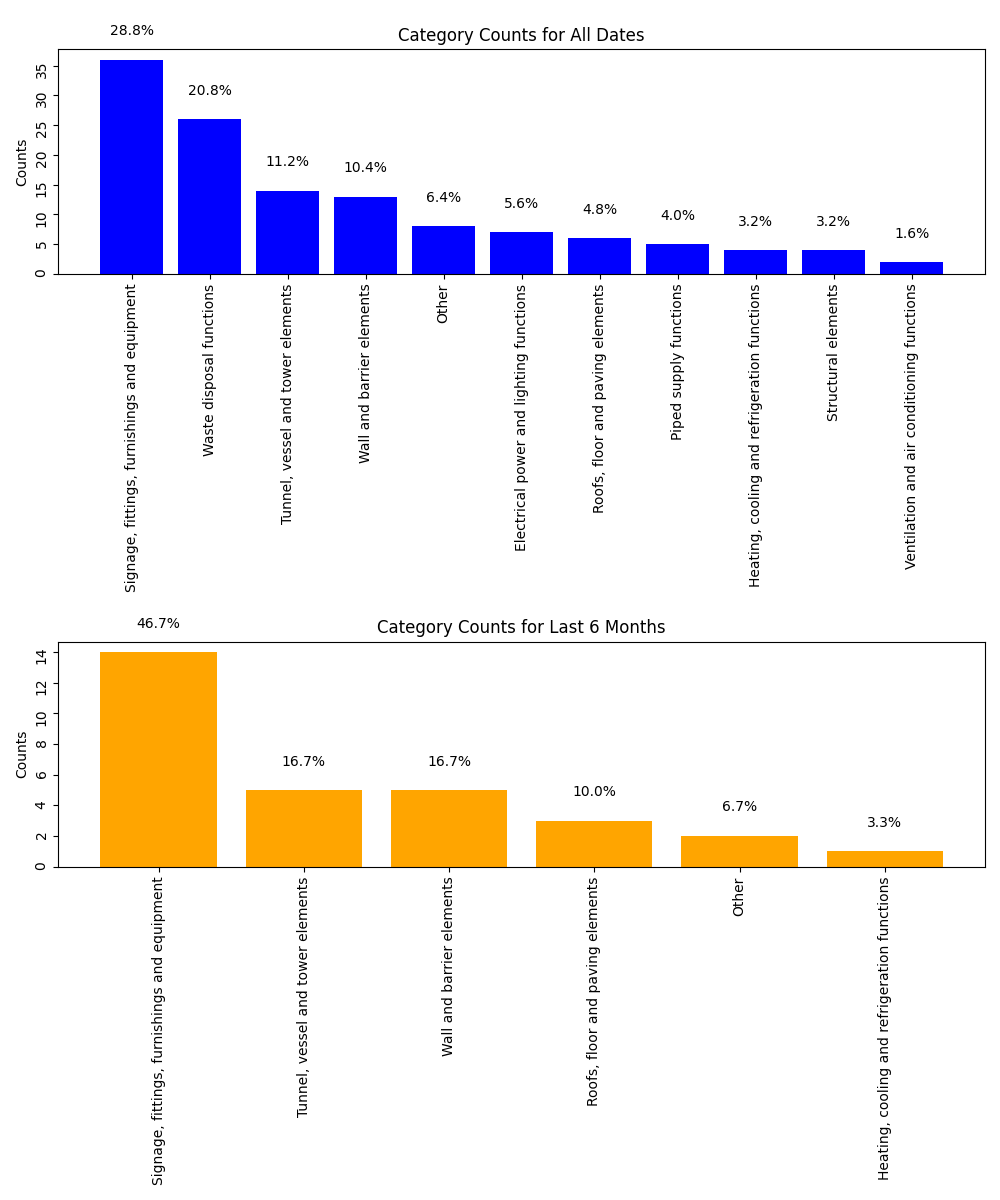 28.8%
Category Counts for All Dates
20.8%
11.2%
10.4%
6.4%
5.6%
4.8%
4.0%
3.2%
3.2%
1.6%
Counts
35
30
25
20
15
10
5
0
Signage, fittings, furnishings and equipment
Waste disposal functions
Tunnel, vessel and tower elements
Wall and barrier elements
Other
Electrical power and lighting functions
Roofs, floor and paving elements
Piped supply functions
Heating, cooling and refrigeration functions
Structural elements
Ventilation and air conditioning functions
46.7%
Category Counts for Last 6 Months
16.7%
16.7%
10.0%
6.7%
3.3%
Counts
14
12
10
8
6
4
2
0
Signage, fittings, furnishings and equipment
Tunnel, vessel and tower elements
Wall and barrier elements
Roofs, floor and paving elements
Other
Heating, cooling and refrigeration functions